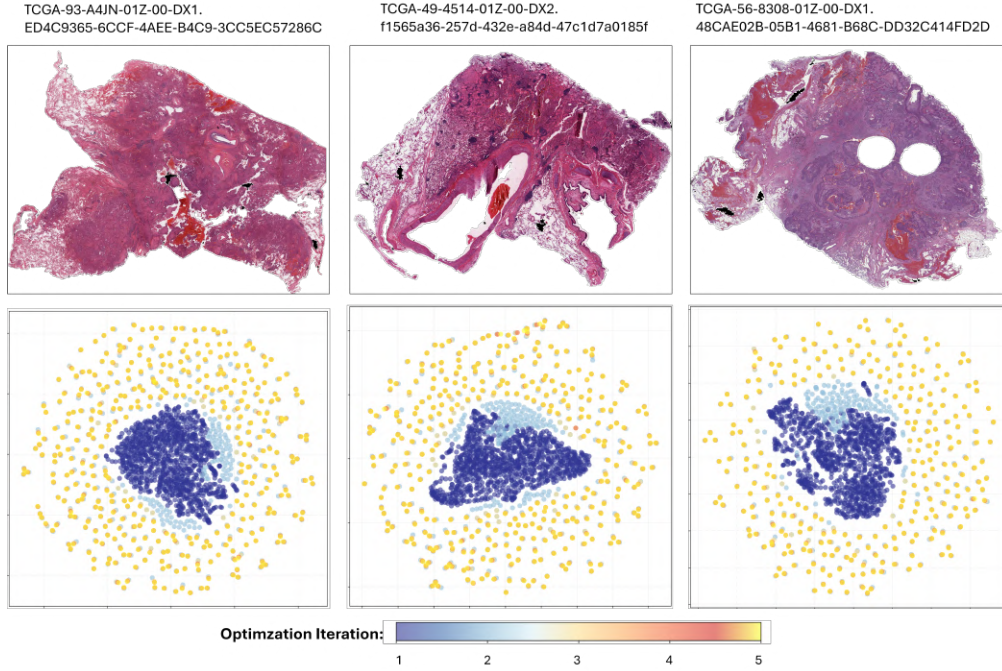 TCGA-93-A4JN-01Z-00-DX1.
ED4C9365-6CCF-4AEE-B4C9-3CC5EC57286C
TCGA-49-4514-01Z-00-DX2.
f1565a36-257d-432e-a84d-47c1d7a0185f
TCGA-56-8308-01Z-00-DX1.
48CAE02B-05B1-4681-B68C-DD32C414FD2D
Optimzation Iteration:
1 2 3 4 5